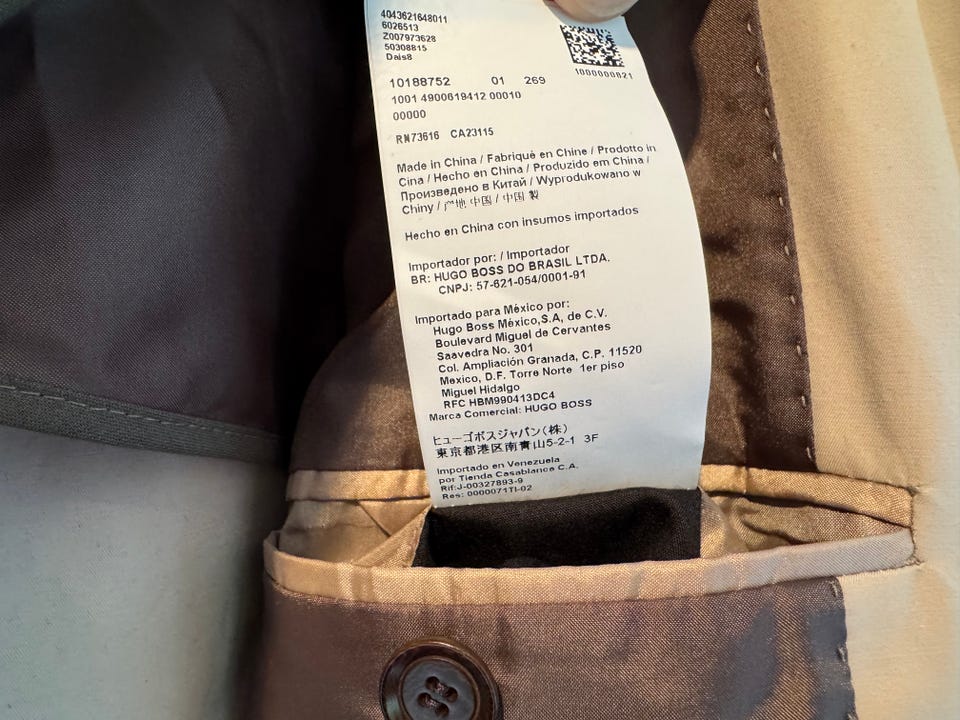 4043621648011
6026513
Z007973628
50308815
Dais8
1000000821
10188752 01 269
1001 4900619412 00010
00000
RN73616 CA23115
Made in China / Fabriqué en Chine / Prodotto in
Cina / Hecho en China / Produzido em China /
Произведено в Китай / Wyprodukowano w
Chiny / 产地 中国 / 中国 製
Hecho en China con insumos importados
Importador por: / Importador
BR: HUGO BOSS DO BRASIL LTDA.
CNPJ: 57-621-054/0001-91
Importado para México por:
Hugo Boss México,S.A, de C.V.
Boulevard Miguel de Cervantes
Saavedra No. 301
Col. Ampliación Granada, C.P. 11520
Mexico, D.F. Torre Norte 1er piso
Miguel Hidalgo
RFC HBM990413DC4
Marca Comercial: HUGO BOSS
ヒューゴボスジャパン(株)
東京都港区南青山5-2-1 3F
Importado en Venezuela
por Tienda Casablanca C.A.
Rif:J-00327893-9
Res: 0000071TI-02